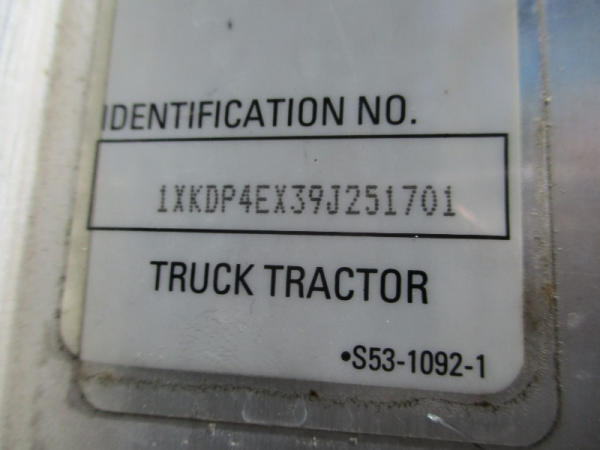 IDENTIFICATION NO.
1XKDP4EX39J251701
TRUCK TRACTOR
•S53-1092-1